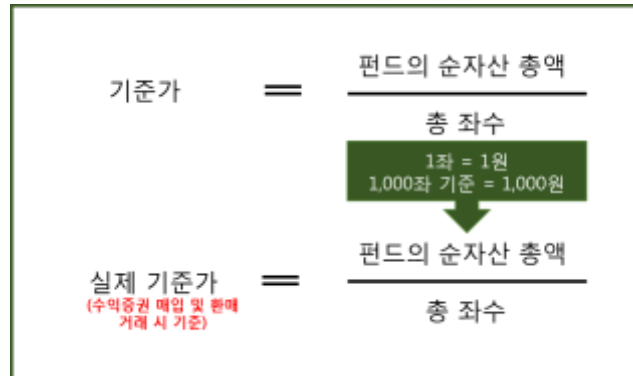 펀드의 순자산 총액
기준가 =
총 좌수
1좌 = 1원
1,000좌 기준 = 1,000원
펀드의 순자산 총액
실제 기준가 =
(수익증권 매입 및 환매
거래 시 기준)
총 좌수